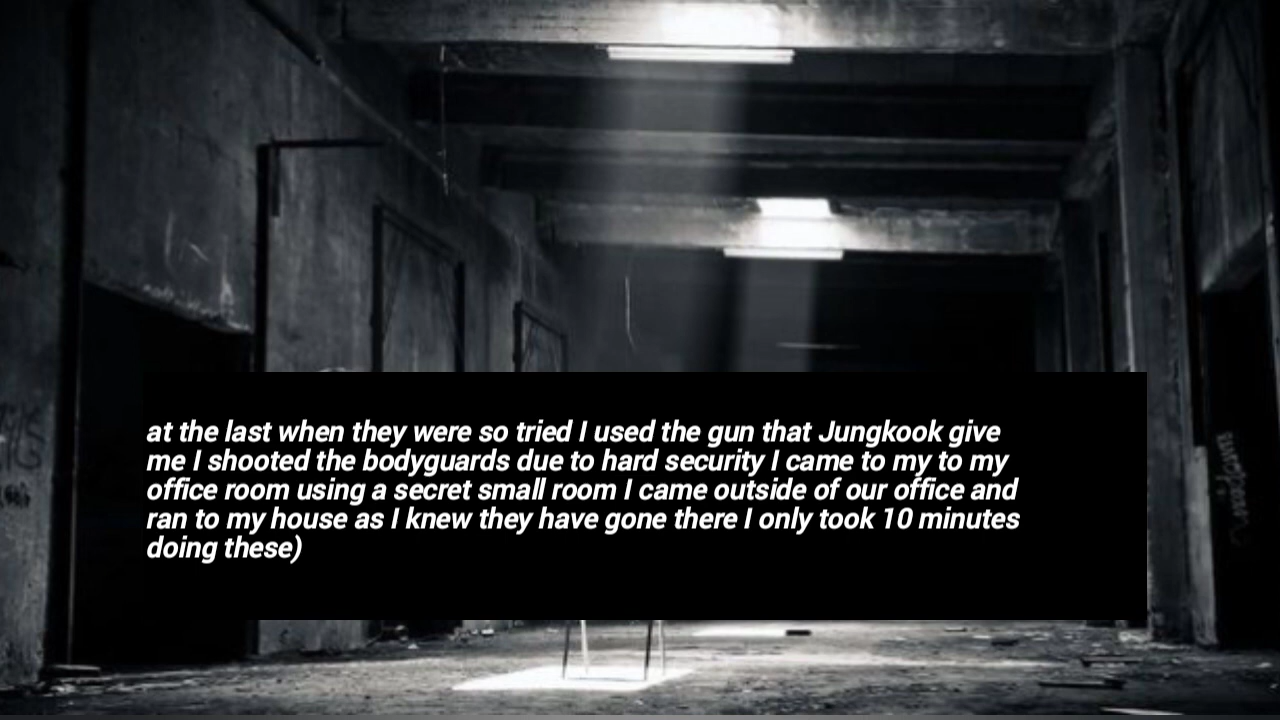 at the last when they were so tried I used the gun that Jungkook give
me I shooted the bodyguards due to hard security I came to my to my
office room using a secret small room I came outside of our office and
ran to my house as I knew they have gone there I only took 10 minutes
doing these)